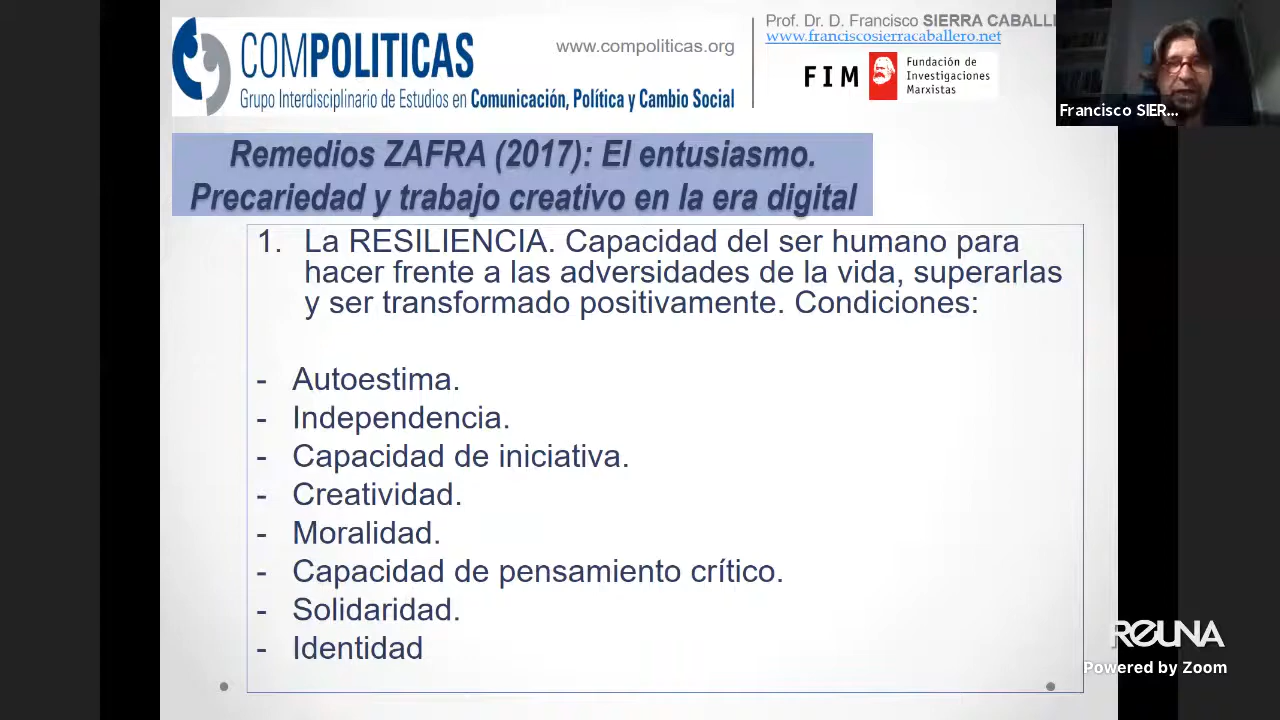 COMPOLITICAS
Grupo Interdisciplinario de Estudios en Comunicación, Política y Cambio Social
www.compoliticas.org
Prof. Dr. D. Francisco SIERRA CABALLE
www.franciscosierracaballero.net
FIM
Fundación de
Investigaciones
Marxistas
Francisco SIER...
Remedios ZAFRA (2017): El entusiasmo.
Precariedad y trabajo creativo en la era digital
1. La RESILIENCIA. Capacidad del ser humano para
hacer frente a las adversidades de la vida, superarlas
y ser transformado positivamente. Condiciones:
- Autoestima.
- Independencia.
- Capacidad de iniciativa.
- Creatividad.
- Moralidad.
- Capacidad de pensamiento crítico.
- Solidaridad.
- Identidad
REUNA
Powered by Zoom